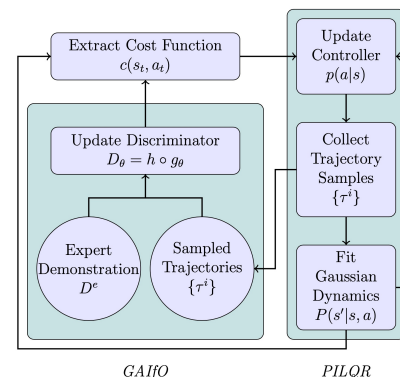 Extract Cost Function
c(s_t, a_t)
Update
Controller
p(a|s)
Update Discriminator
D_θ = h ∘ g_θ
Collect
Trajectory
Samples
{τ^i}
Expert
Demonstration
D^e
Sampled
Trajectories
{τ^i}
Fit
Gaussian
Dynamics
P(s′|s, a)
GAIfO
PILQR